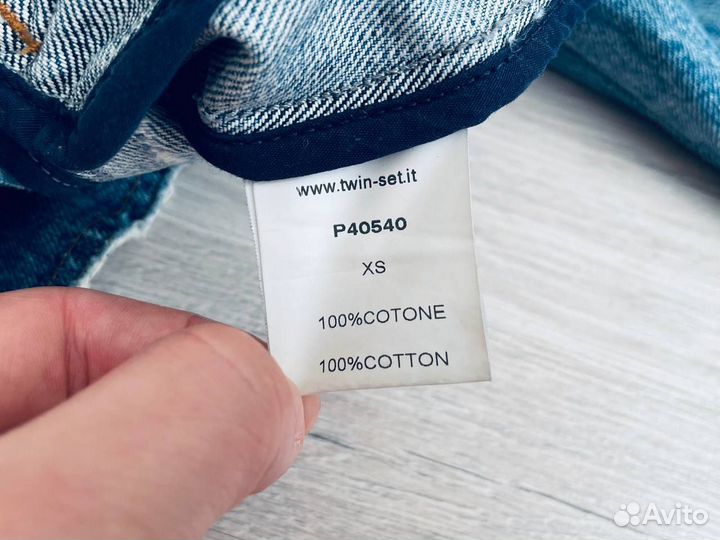 www.twin-set.it
P40540
XS
100%COTONE
100%COTTON
Avito